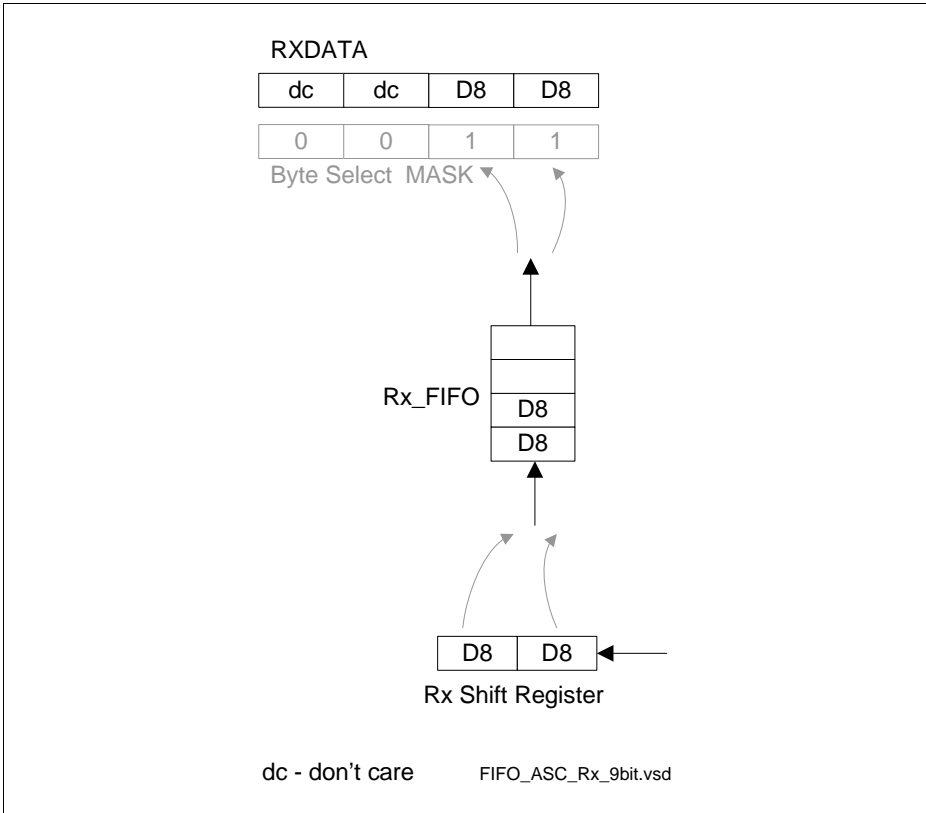 RXDATA
dc dc D8 D8
0 0 1 1
Byte Select MASK
Rx_FIFO
D8
D8
D8 D8
Rx Shift Register
dc - don't care FIFO_ASC_Rx_9bit.vsd